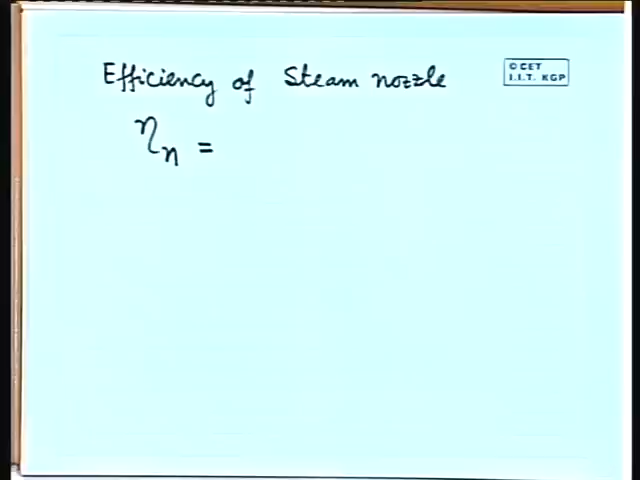 Efficiency of Steam nozzle
© CET
I.I.T. KGP
η_n =